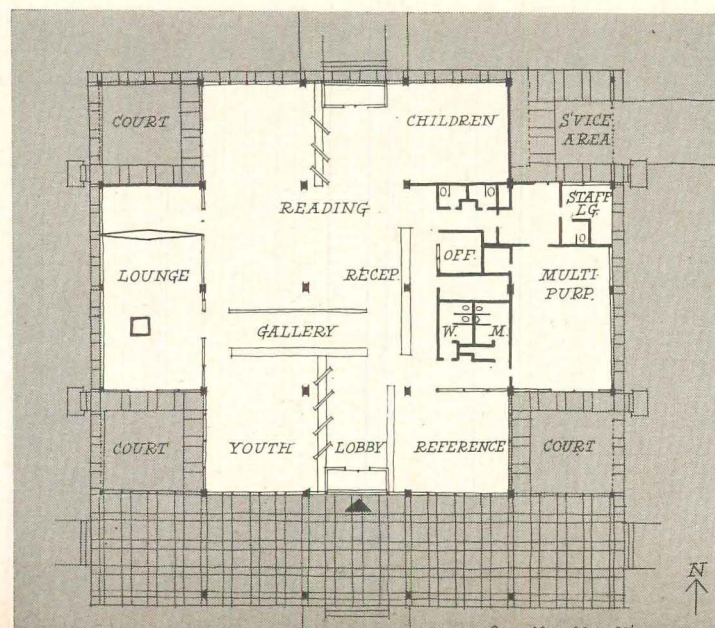 COURT
CHILDREN
S'VICE
AREA
READING
STAFF
LG.
OFF.
RECEP.
LOUNGE
MULTI
PURP.
GALLERY
W.
M.
COURT
YOUTH
LOBBY
REFERENCE
COURT
N